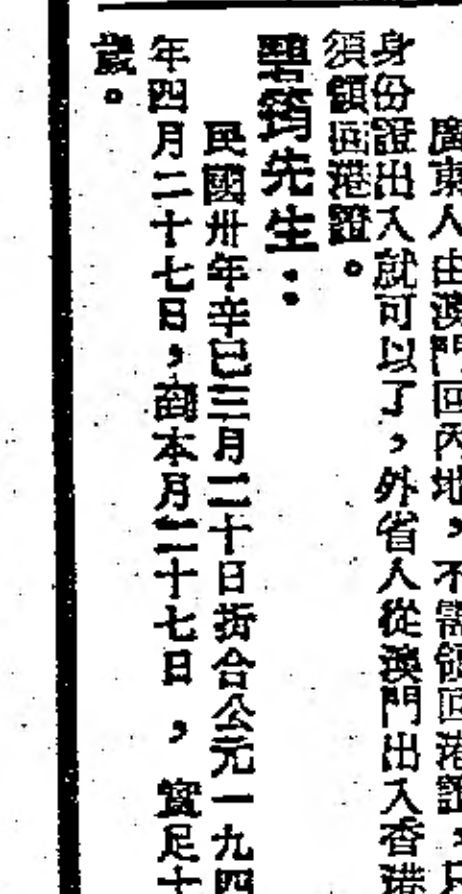 廣東人由澳門回內地，不需領回港證，只
身份證出入就可以了，外省人從澳門出入香港
須領回港證。
碧筠先生：
民國卅年辛巳三月二十日折合公元一九四
年四月二十七日，到本月二十七日，實足十
歲。